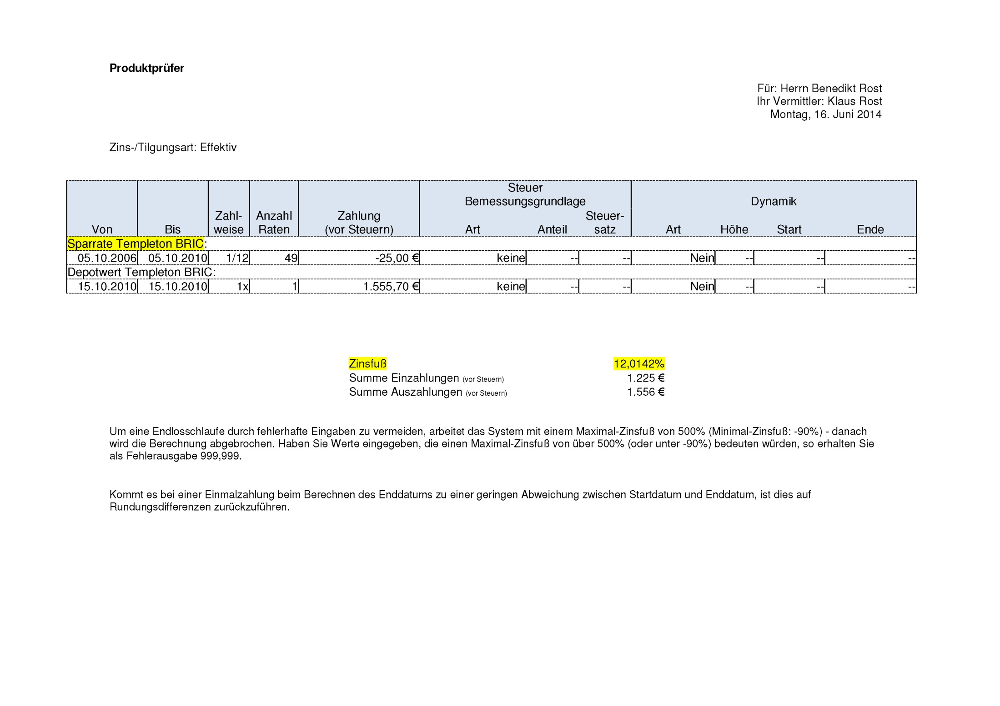 Produktprüfer
Für: Herrn Benedikt Rost
Ihr Vermittler: Klaus Rost
Montag, 16. Juni 2014
Zins-/Tilgungsart: Effektiv
Steuer
Bemessungsgrundlage Dynamik
Zahl- Anzahl Zahlung Steuer-
Von Bis weise Raten (vor Steuern) Art Anteil satz Art Höhe Start Ende
Sparrate Templeton BRIC:
05.10.2006 05.10.2010 1/12 49 -25,00 € keine -- -- Nein -- -- --
Depotwert Templeton BRIC:
15.10.2010 15.10.2010 1x 1 1.555,70 € keine -- -- Nein -- -- --
Zinsfuß 12,0142%
Summe Einzahlungen (vor Steuern) 1.225 €
Summe Auszahlungen (vor Steuern) 1.556 €
Um eine Endlosschlaufe durch fehlerhafte Eingaben zu vermeiden, arbeitet das System mit einem Maximal-Zinsfuß von 500% (Minimal-Zinsfuß: -90%) - danach
wird die Berechnung abgebrochen. Haben Sie Werte eingegeben, die einen Maximal-Zinsfuß von über 500% (oder unter -90%) bedeuten würden, so erhalten Sie
als Fehlerausgabe 999,999.
Kommt es bei einer Einmalzahlung beim Berechnen des Enddatums zu einer geringen Abweichung zwischen Startdatum und Enddatum, ist dies auf
Rundungsdifferenzen zurückzuführen.